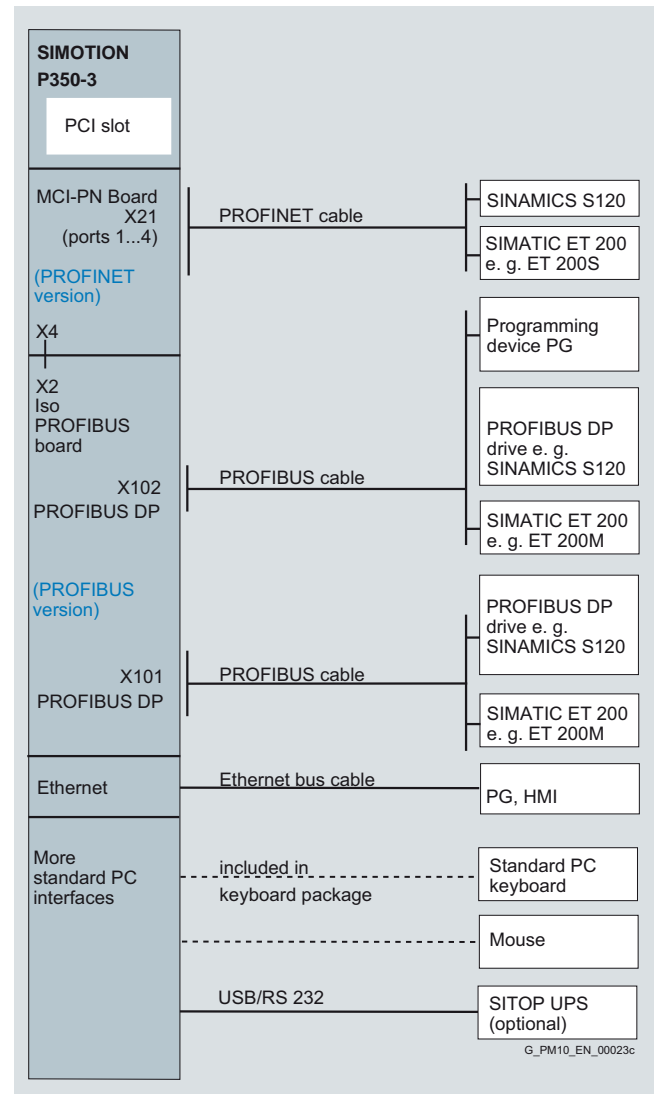 SIMOTION
P350-3
PCI slot
MCI-PN Board
X21
(ports 1...4)
(PROFINET
version)
X4
PROFINET cable
SINAMICS S120
SIMATIC ET 200
e. g. ET 200S
X2
Iso
PROFIBUS
board
X102
PROFIBUS DP
PROFIBUS cable
Programming
device PG
PROFIBUS DP
drive e. g.
SINAMICS S120
SIMATIC ET 200
e. g. ET 200M
(PROFIBUS
version)
X101
PROFIBUS DP
PROFIBUS cable
PROFIBUS DP
drive e. g.
SINAMICS S120
SIMATIC ET 200
e. g. ET 200M
Ethernet
Ethernet bus cable
PG, HMI
More
standard PC
interfaces
included in
keyboard package
Standard PC
keyboard
Mouse
USB/RS 232
SITOP UPS
(optional)
G_PM10_EN_00023c